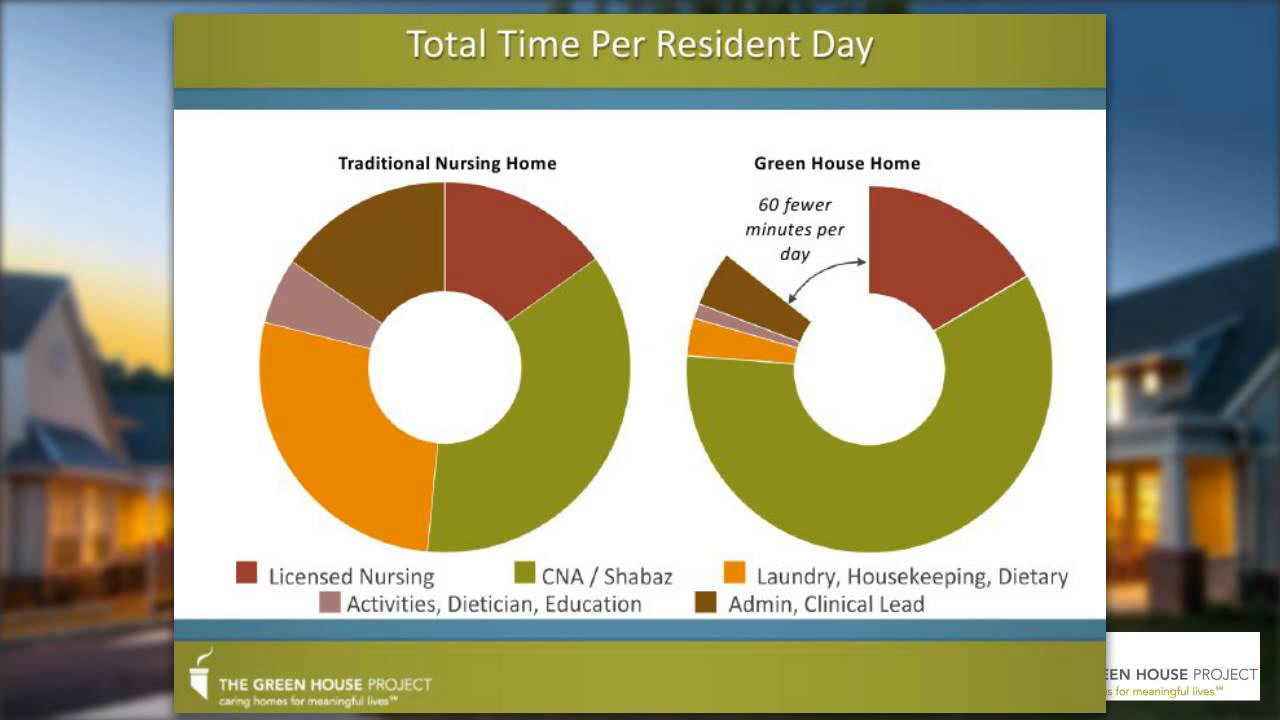 Total Time Per Resident Day
Traditional Nursing Home
Green House Home
60 fewer
minutes per
day
Licensed Nursing
CNA / Shabaz
Laundry, Housekeeping, Dietary
Activities, Dietician, Education
Admin, Clinical Lead
THE GREEN HOUSE PROJECT
caring homes for meaningful lives℠
EEN HOUSE PROJECT
es for meaningful lives℠